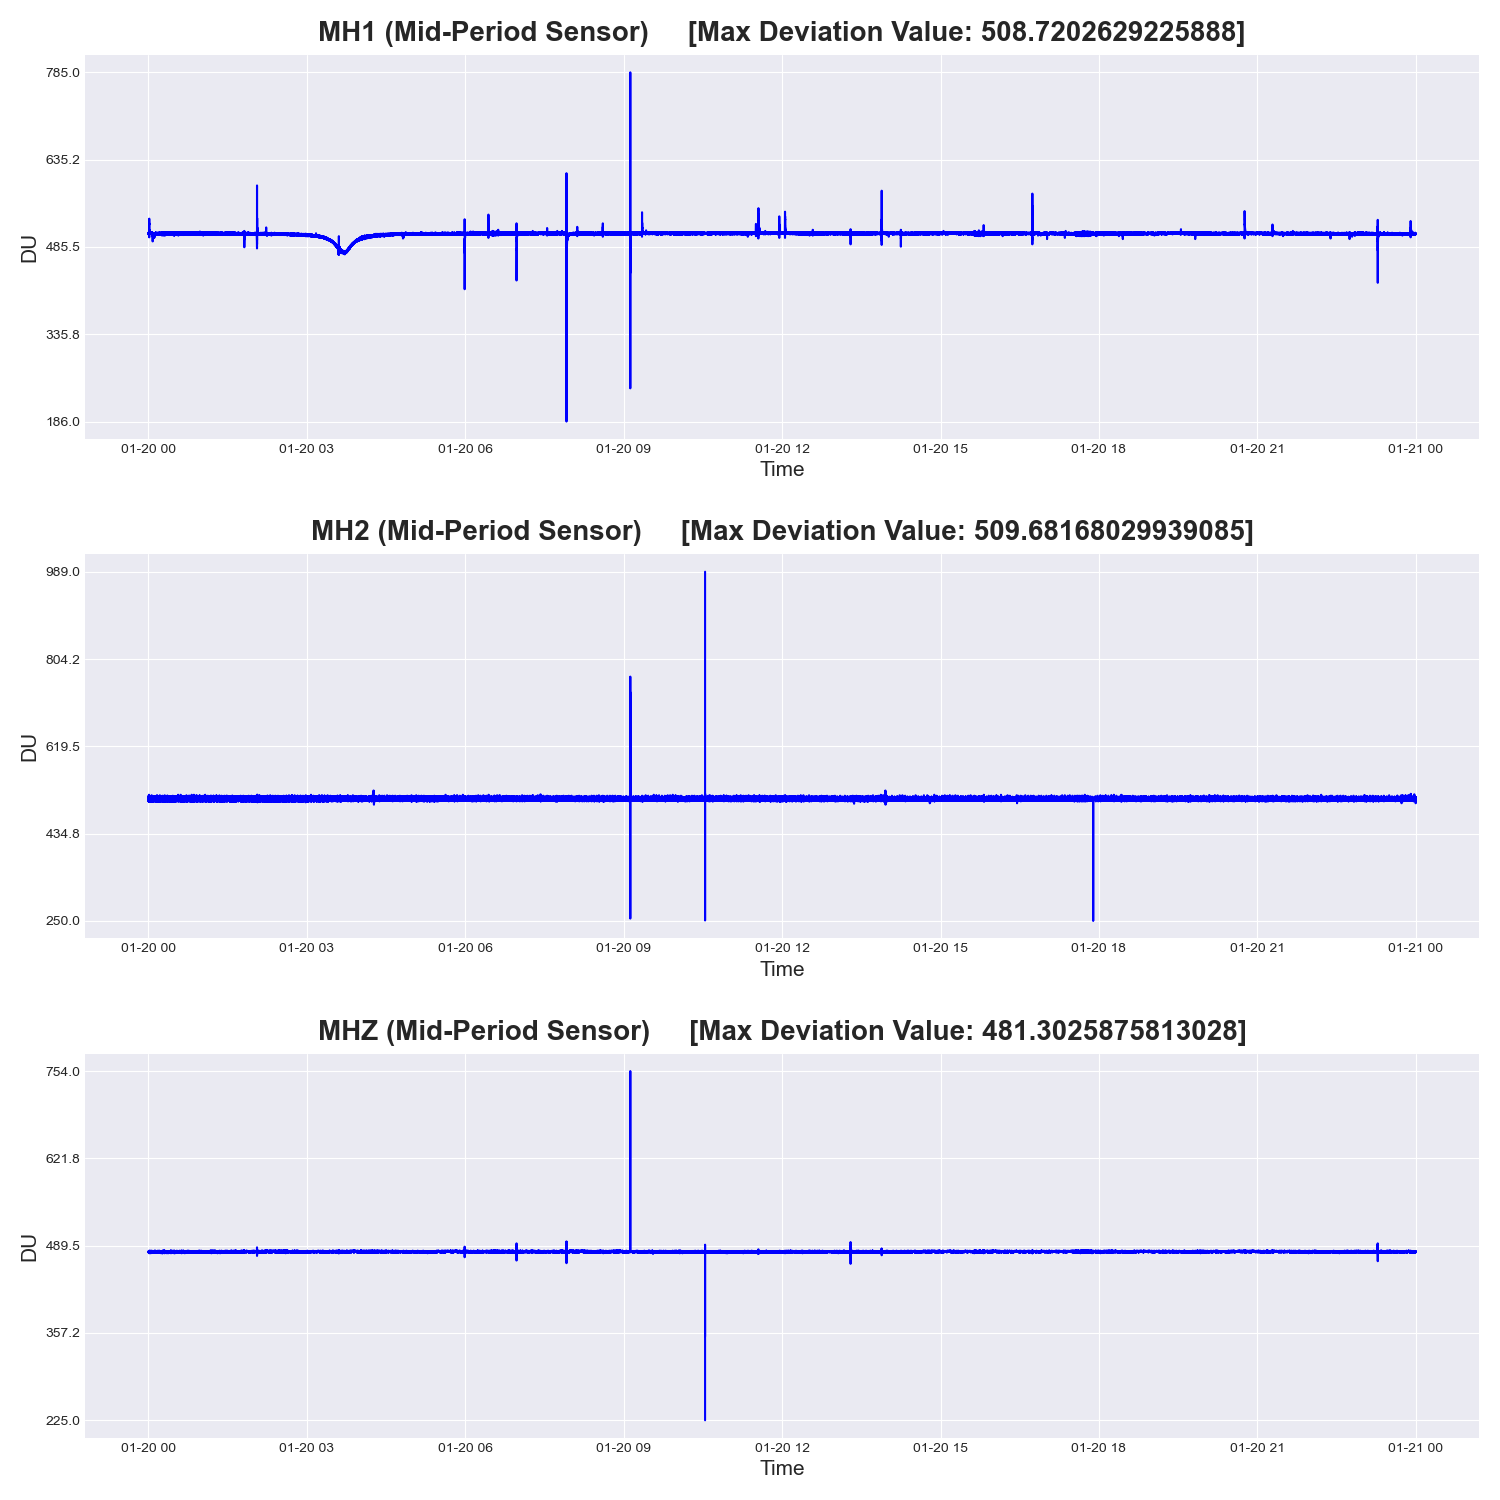 MH1 (Mid-Period Sensor) [Max Deviation Value: 508.7202629225888]
785.0
635.2
485.5
335.8
186.0
DU
01-20 00 01-20 03 01-20 06 01-20 09 01-20 12 01-20 15 01-20 18 01-20 21 01-21 00
Time
MH2 (Mid-Period Sensor) [Max Deviation Value: 509.68168029939085]
989.0
804.2
619.5
434.8
250.0
DU
01-20 00 01-20 03 01-20 06 01-20 09 01-20 12 01-20 15 01-20 18 01-20 21 01-21 00
Time
MHZ (Mid-Period Sensor) [Max Deviation Value: 481.3025875813028]
754.0
621.8
489.5
357.2
225.0
DU
01-20 00 01-20 03 01-20 06 01-20 09 01-20 12 01-20 15 01-20 18 01-20 21 01-21 00
Time